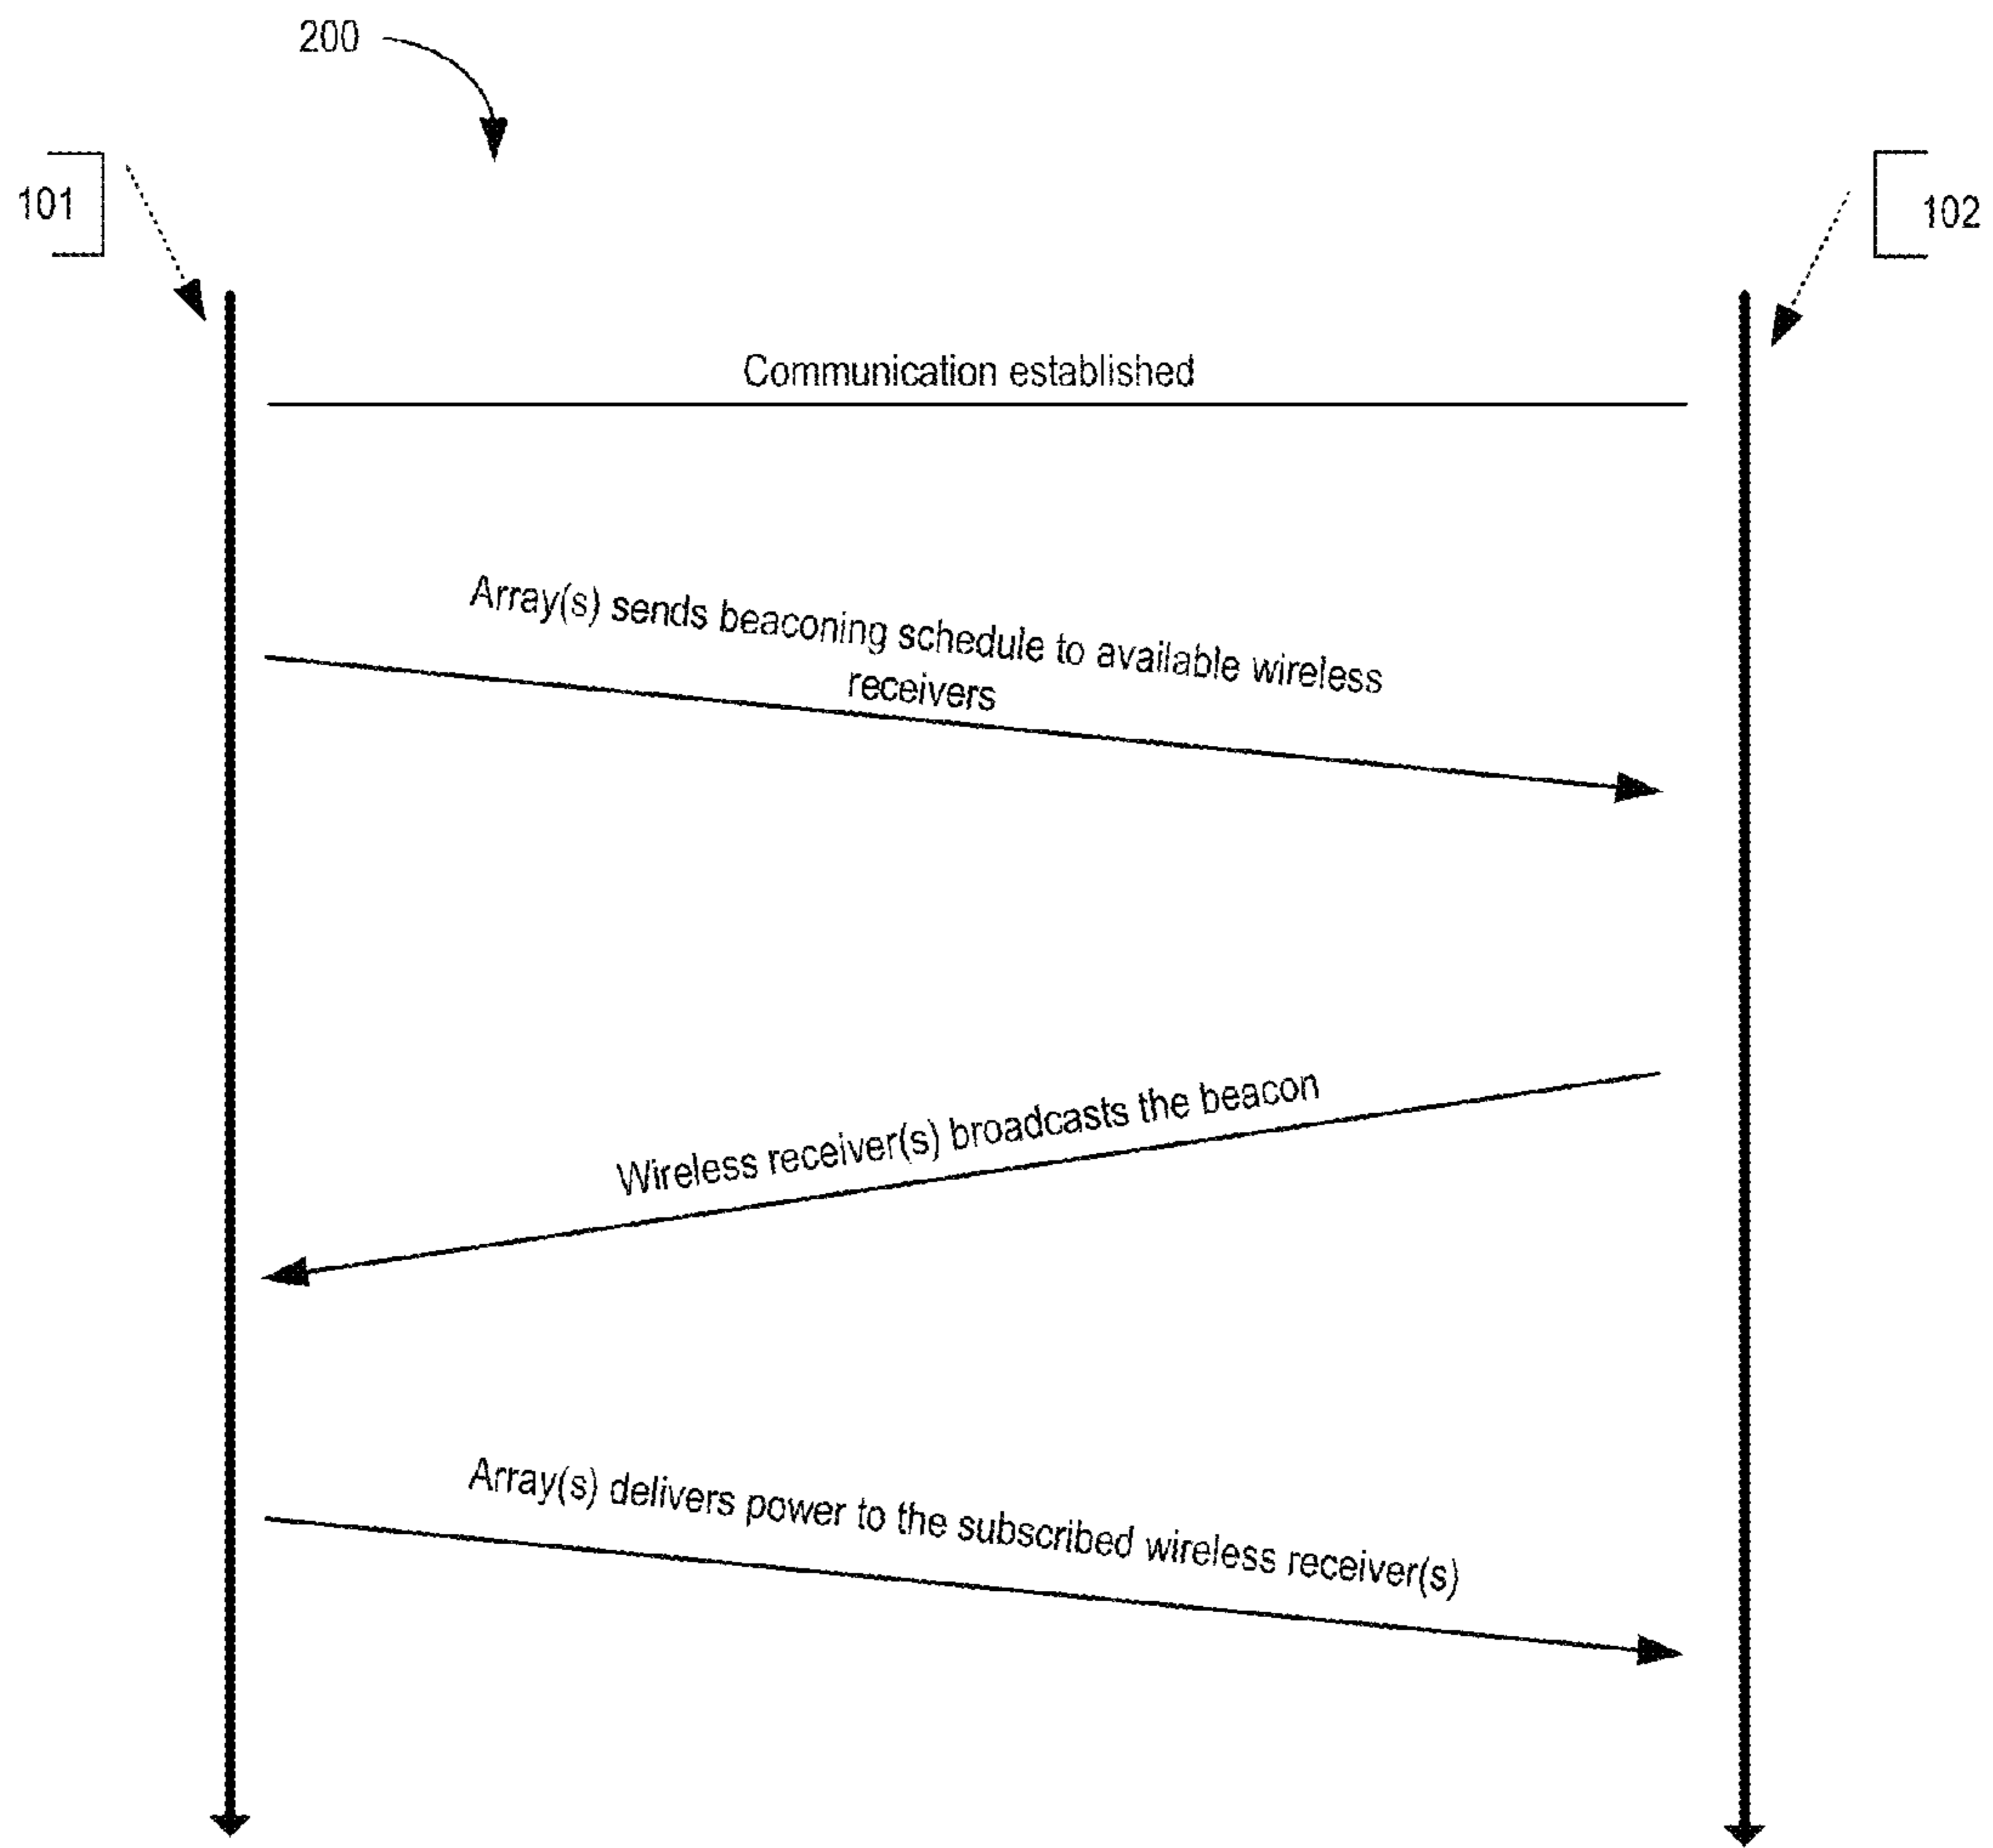 200
101
102
Communication established
Array(s) sends beaconing schedule to available wireless
receivers
Wireless receiver(s) broadcasts the beacon
Array(s) delivers power to the subscribed wireless receiver(s)